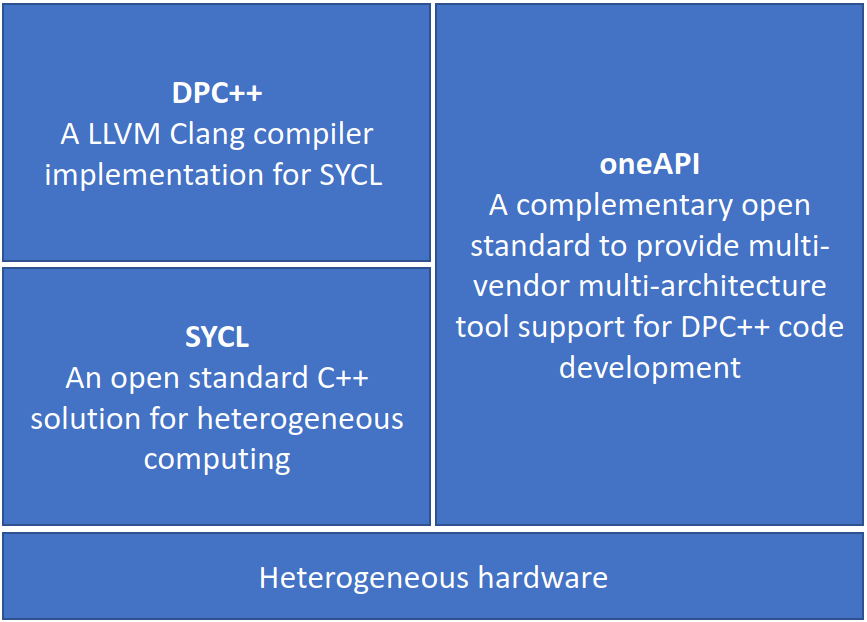 DPC++
A LLVM Clang compiler
implementation for SYCL
SYCL
An open standard C++
solution for heterogeneous
computing
oneAPI
A complementary open
standard to provide multi-
vendor multi-architecture
tool support for DPC++ code
development
Heterogeneous hardware